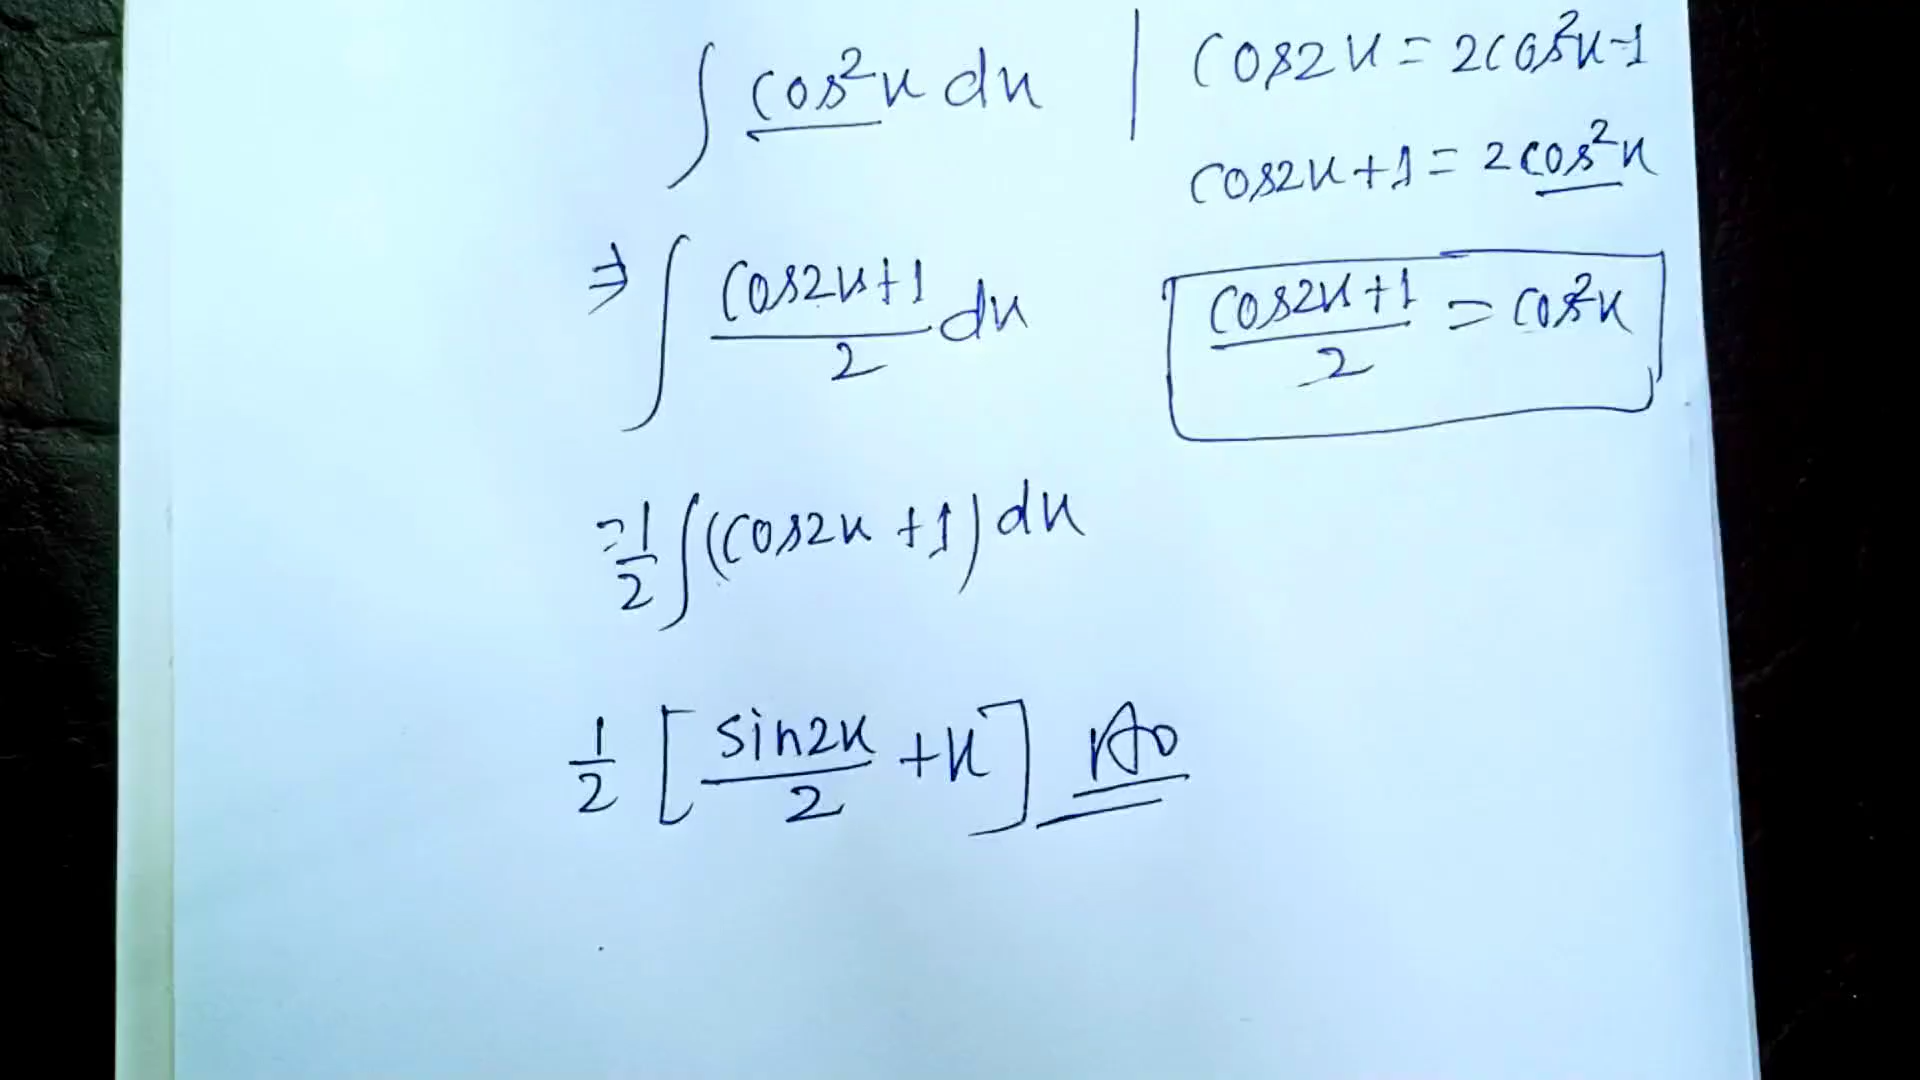 ∫ cos²x dx | cos2x = 2cos²x-1
cos2x+1 = 2cos²x
⇒ ∫ (cos2x+1)/2 dx
(cos2x+1)/2 = cos²x
= 1/2 ∫(cos2x +1) dx
1/2 [sin2x/2 + x]